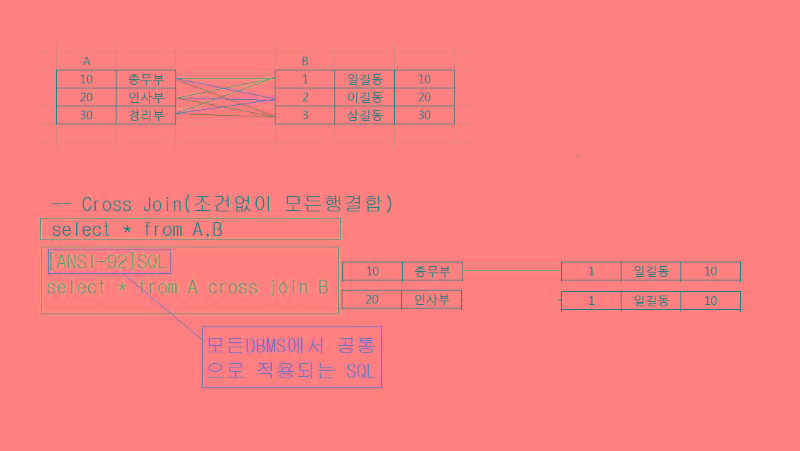 A B
10 총무부 1 일길동 10
20 인사부 2 이길동 20
30 경리부 3 삼길동 30
-- Cross Join(조건없이 모든행결합)
select * from A,B
[ANSI-92]SQL
select * from A cross join B
10 총무부 1 일길동 10
20 인사부 1 일길동 10
모든DBMS에서 공통
으로 적용되는 SQL